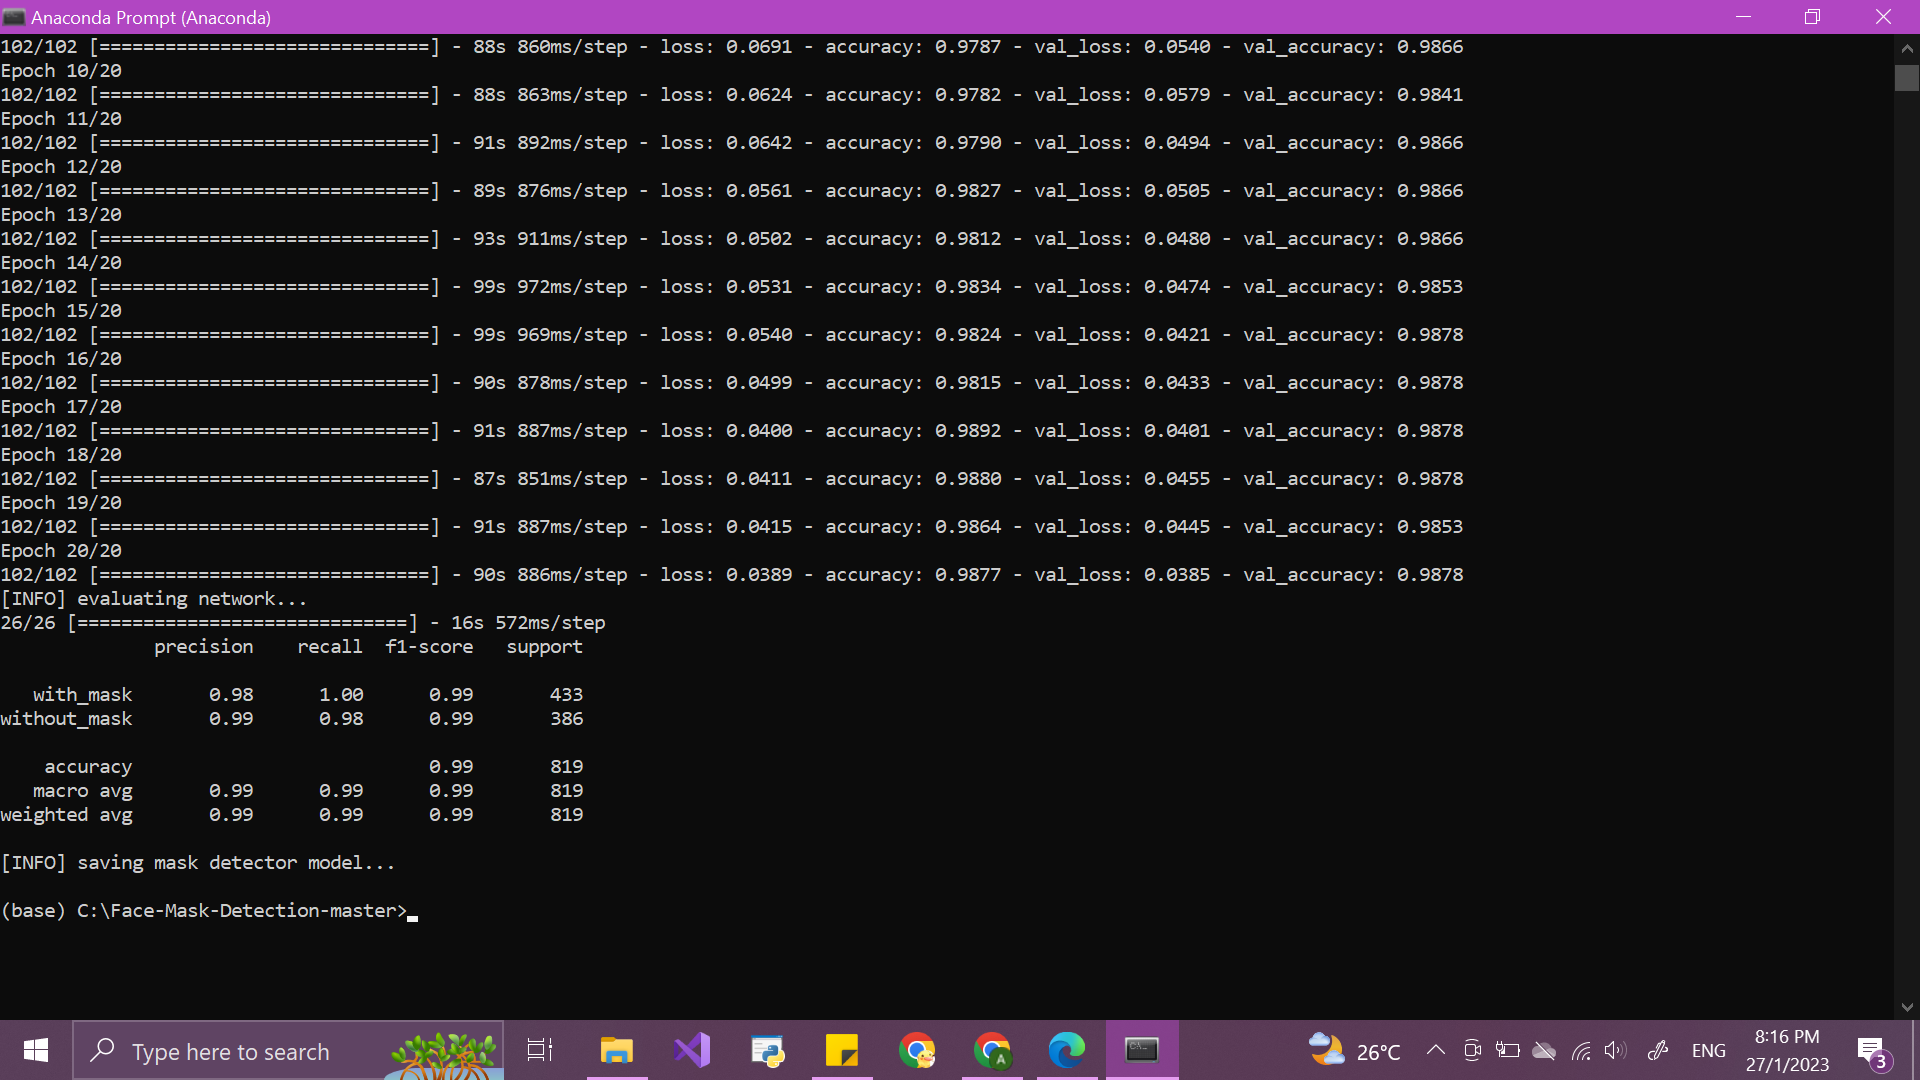 Anaconda Prompt (Anaconda)
102/102 [==============================] - 88s 860ms/step - loss: 0.0691 - accuracy: 0.9787 - val_loss: 0.0540 - val_accuracy: 0.9866
Epoch 10/20
102/102 [==============================] - 88s 863ms/step - loss: 0.0624 - accuracy: 0.9782 - val_loss: 0.0579 - val_accuracy: 0.9841
Epoch 11/20
102/102 [==============================] - 91s 892ms/step - loss: 0.0642 - accuracy: 0.9790 - val_loss: 0.0494 - val_accuracy: 0.9866
Epoch 12/20
102/102 [==============================] - 89s 876ms/step - loss: 0.0561 - accuracy: 0.9827 - val_loss: 0.0505 - val_accuracy: 0.9866
Epoch 13/20
102/102 [==============================] - 93s 911ms/step - loss: 0.0502 - accuracy: 0.9812 - val_loss: 0.0480 - val_accuracy: 0.9866
Epoch 14/20
102/102 [==============================] - 99s 972ms/step - loss: 0.0531 - accuracy: 0.9834 - val_loss: 0.0474 - val_accuracy: 0.9853
Epoch 15/20
102/102 [==============================] - 99s 969ms/step - loss: 0.0540 - accuracy: 0.9824 - val_loss: 0.0421 - val_accuracy: 0.9878
Epoch 16/20
102/102 [==============================] - 90s 878ms/step - loss: 0.0499 - accuracy: 0.9815 - val_loss: 0.0433 - val_accuracy: 0.9878
Epoch 17/20
102/102 [==============================] - 91s 887ms/step - loss: 0.0400 - accuracy: 0.9892 - val_loss: 0.0401 - val_accuracy: 0.9878
Epoch 18/20
102/102 [==============================] - 87s 851ms/step - loss: 0.0411 - accuracy: 0.9880 - val_loss: 0.0455 - val_accuracy: 0.9878
Epoch 19/20
102/102 [==============================] - 91s 887ms/step - loss: 0.0415 - accuracy: 0.9864 - val_loss: 0.0445 - val_accuracy: 0.9853
Epoch 20/20
102/102 [==============================] - 90s 886ms/step - loss: 0.0389 - accuracy: 0.9877 - val_loss: 0.0385 - val_accuracy: 0.9878
[INFO] evaluating network...
26/26 [==============================] - 16s 572ms/step
precision recall f1-score support
with_mask 0.98 1.00 0.99 433
without_mask 0.99 0.98 0.99 386
accuracy 0.99 819
macro avg 0.99 0.99 0.99 819
weighted avg 0.99 0.99 0.99 819
[INFO] saving mask detector model...
(base) C:\Face-Mask-Detection-master>
Type here to search
A
26°C
ENG
8:16 PM
27/1/2023
3